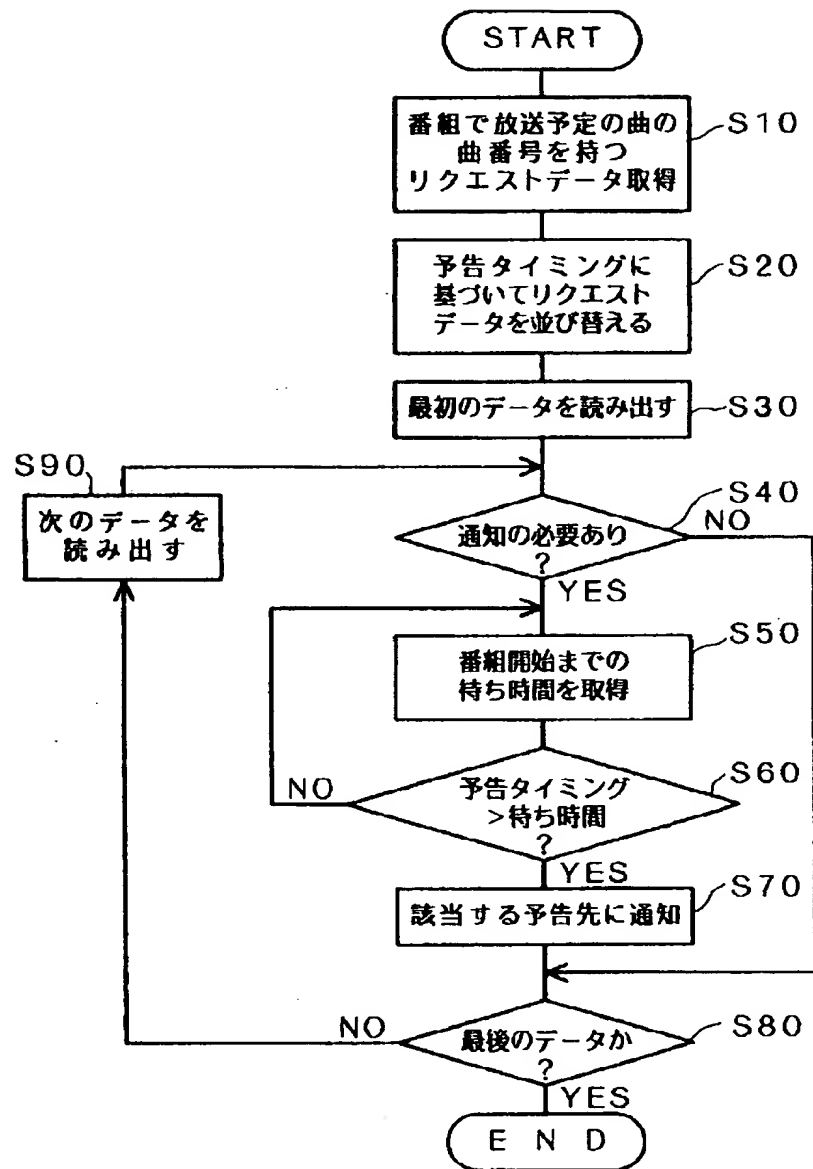 START
番組で放送予定の曲の
曲番号を持つ
リクエストデータ取得
S10
予告タイミングに
基づいてリクエスト
データを並び替える
S20
最初のデータを読み出す
S30
S90
次のデータを
読み出す
通知の必要あり
?
S40
NO
YES
番組開始までの
待ち時間を取得
S50
予告タイミング
>待ち時間
?
S60
NO
YES
該当する予告先に通知
S70
最後のデータか
?
S80
NO
YES
END